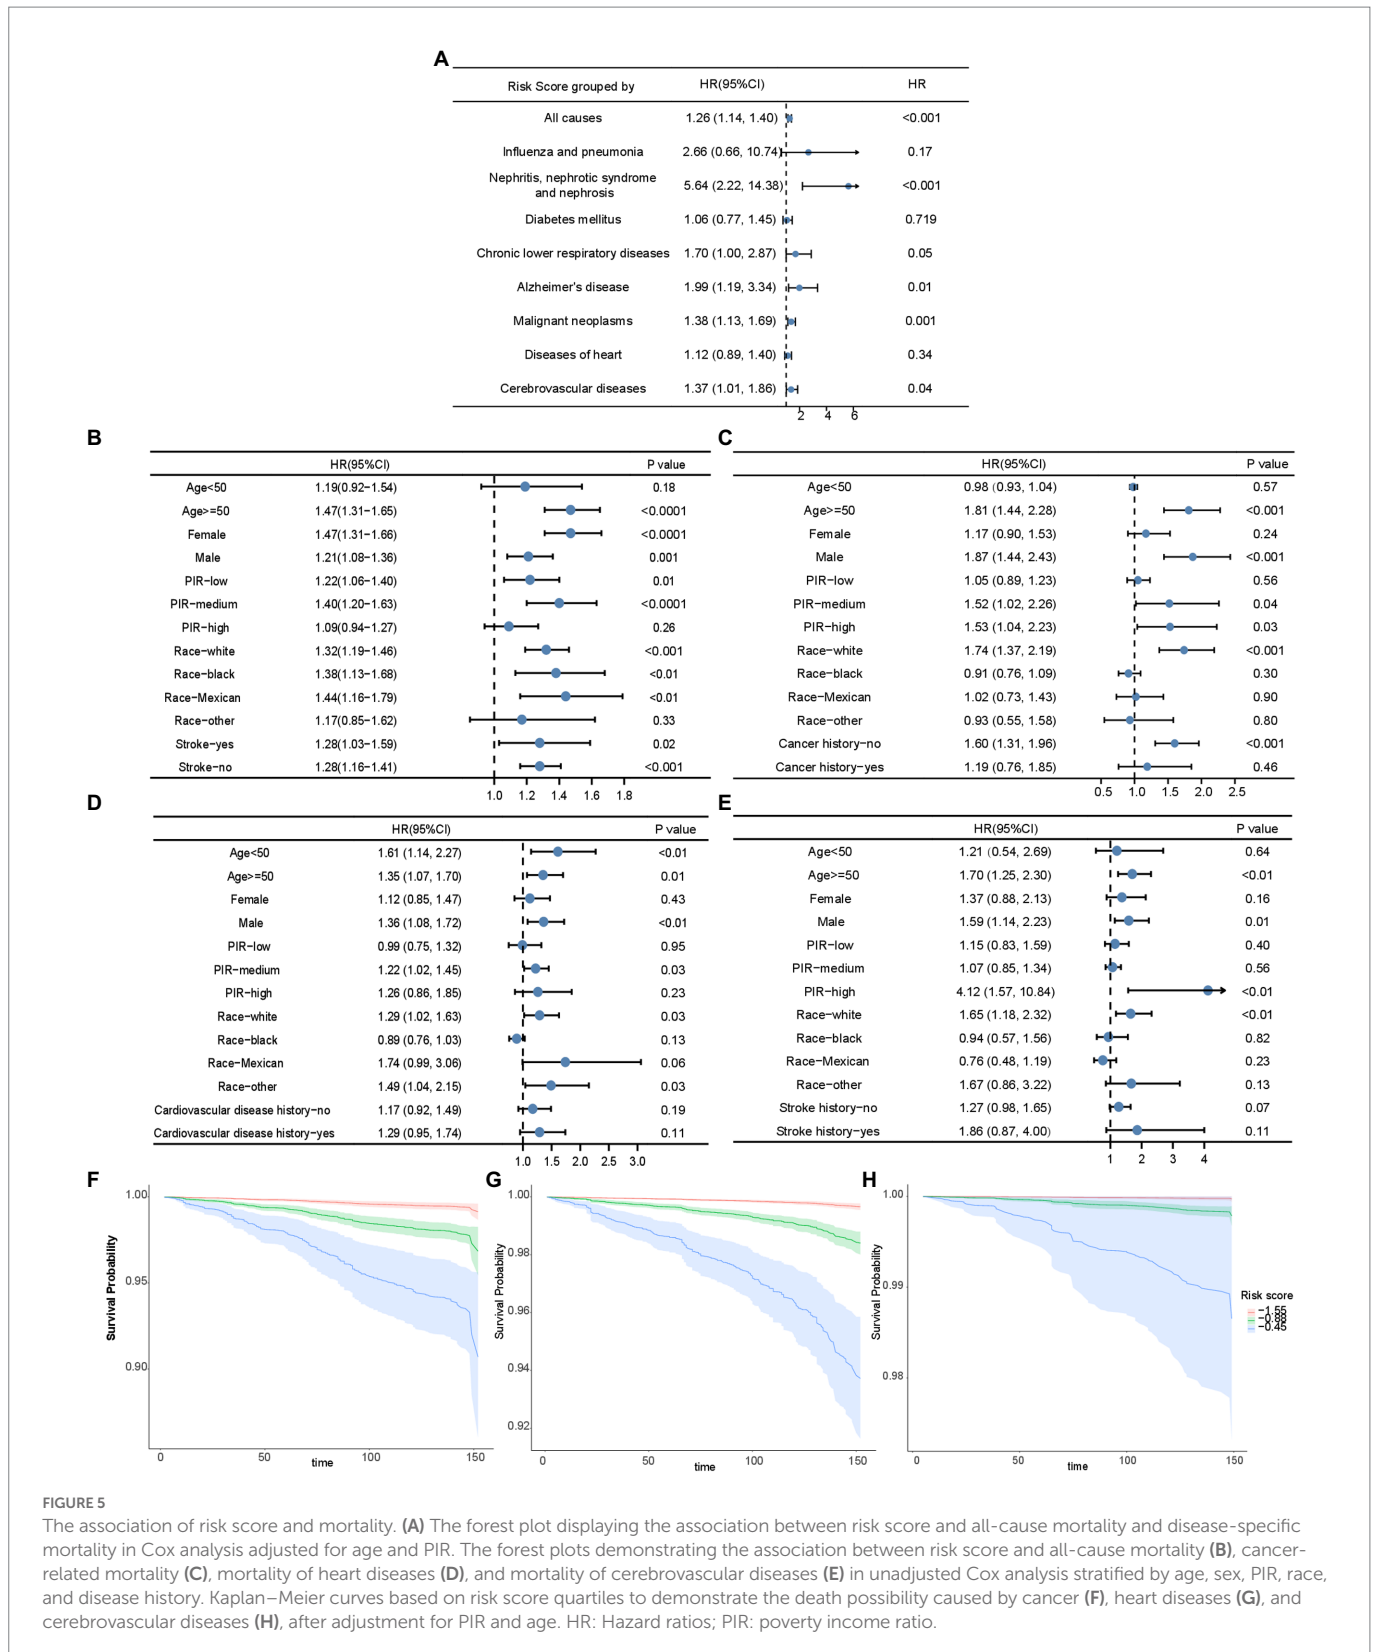 A
Risk Score grouped by HR(95%CI) HR
All causes 1.26 (1.14, 1.40) <0.001
Influenza and pneumonia 2.66 (0.66, 10.74) 0.17
Nephritis, nephrotic syndrome
and nephrosis 5.64 (2.22, 14.38) <0.001
Diabetes mellitus 1.06 (0.77, 1.45) 0.719
Chronic lower respiratory diseases 1.70 (1.00, 2.87) 0.05
Alzheimer's disease 1.99 (1.19, 3.34) 0.01
Malignant neoplasms 1.38 (1.13, 1.69) 0.001
Diseases of heart 1.12 (0.89, 1.40) 0.34
Cerebrovascular diseases 1.37 (1.01, 1.86) 0.04
2 4 6
B
HR(95%CI) P value
Age<50 1.19(0.92−1.54) 0.18
Age>=50 1.47(1.31−1.65) <0.0001
Female 1.47(1.31−1.66) <0.0001
Male 1.21(1.08−1.36) 0.001
PIR−low 1.22(1.06−1.40) 0.01
PIR−medium 1.40(1.20−1.63) <0.0001
PIR−high 1.09(0.94−1.27) 0.26
Race−white 1.32(1.19−1.46) <0.001
Race−black 1.38(1.13−1.68) <0.01
Race−Mexican 1.44(1.16−1.79) <0.01
Race−other 1.17(0.85−1.62) 0.33
Stroke−yes 1.28(1.03−1.59) 0.02
Stroke−no 1.28(1.16−1.41) <0.001
1.0 1.2 1.4 1.6 1.8
C
HR(95%CI) P value
Age<50 0.98 (0.93, 1.04) 0.57
Age>=50 1.81 (1.44, 2.28) <0.001
Female 1.17 (0.90, 1.53) 0.24
Male 1.87 (1.44, 2.43) <0.001
PIR−low 1.05 (0.89, 1.23) 0.56
PIR−medium 1.52 (1.02, 2.26) 0.04
PIR−high 1.53 (1.04, 2.23) 0.03
Race−white 1.74 (1.37, 2.19) <0.001
Race−black 0.91 (0.76, 1.09) 0.30
Race−Mexican 1.02 (0.73, 1.43) 0.90
Race−other 0.93 (0.55, 1.58) 0.80
Cancer history−no 1.60 (1.31, 1.96) <0.001
Cancer history−yes 1.19 (0.76, 1.85) 0.46
0.5 1.0 1.5 2.0 2.5
D
HR(95%CI) P value
Age<50 1.61 (1.14, 2.27) <0.01
Age>=50 1.35 (1.07, 1.70) 0.01
Female 1.12 (0.85, 1.47) 0.43
Male 1.36 (1.08, 1.72) <0.01
PIR−low 0.99 (0.75, 1.32) 0.95
PIR−medium 1.22 (1.02, 1.45) 0.03
PIR−high 1.26 (0.86, 1.85) 0.23
Race−white 1.29 (1.02, 1.63) 0.03
Race−black 0.89 (0.76, 1.03) 0.13
Race−Mexican 1.74 (0.99, 3.06) 0.06
Race−other 1.49 (1.04, 2.15) 0.03
Cardiovascular disease history−no 1.17 (0.92, 1.49) 0.19
Cardiovascular disease history−yes 1.29 (0.95, 1.74) 0.11
1.0 1.5 2.0 2.5 3.0
E
HR(95%CI) P value
Age<50 1.21 (0.54, 2.69) 0.64
Age>=50 1.70 (1.25, 2.30) <0.01
Female 1.37 (0.88, 2.13) 0.16
Male 1.59 (1.14, 2.23) 0.01
PIR−low 1.15 (0.83, 1.59) 0.40
PIR−medium 1.07 (0.85, 1.34) 0.56
PIR−high 4.12 (1.57, 10.84) <0.01
Race−white 1.65 (1.18, 2.32) <0.01
Race−black 0.94 (0.57, 1.56) 0.82
Race−Mexican 0.76 (0.48, 1.19) 0.23
Race−other 1.67 (0.86, 3.22) 0.13
Stroke history−no 1.27 (0.98, 1.65) 0.07
Stroke history−yes 1.86 (0.87, 4.00) 0.11
1 2 3 4
F
Survival Probability
1.00
0.95
0.90
0 50 100 150
time
G
Survival Probability
1.00
0.98
0.96
0.94
0.92
0 50 100 150
time
H
Survival Probability
1.00
0.99
0.98
0 50 100 150
time
Risk score
−1.55
−0.88
−0.45
FIGURE 5
The association of risk score and mortality. (A) The forest plot displaying the association between risk score and all-cause mortality and disease-specific
mortality in Cox analysis adjusted for age and PIR. The forest plots demonstrating the association between risk score and all-cause mortality (B), cancer-
related mortality (C), mortality of heart diseases (D), and mortality of cerebrovascular diseases (E) in unadjusted Cox analysis stratified by age, sex, PIR, race,
and disease history. Kaplan–Meier curves based on risk score quartiles to demonstrate the death possibility caused by cancer (F), heart diseases (G), and
cerebrovascular diseases (H), after adjustment for PIR and age. HR: Hazard ratios; PIR: poverty income ratio.